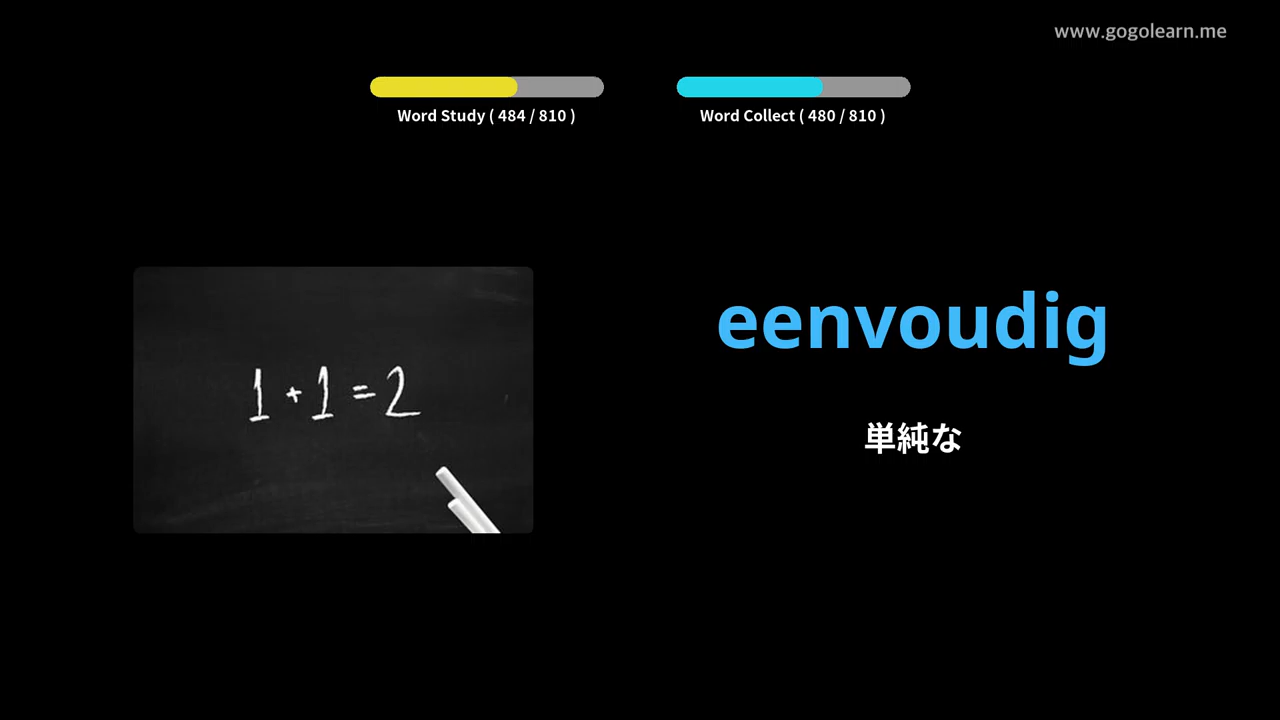 www.gogolearn.me
Word Study ( 484 / 810 )
Word Collect ( 480 / 810 )
1 + 1 = 2
eenvoudig
単純な